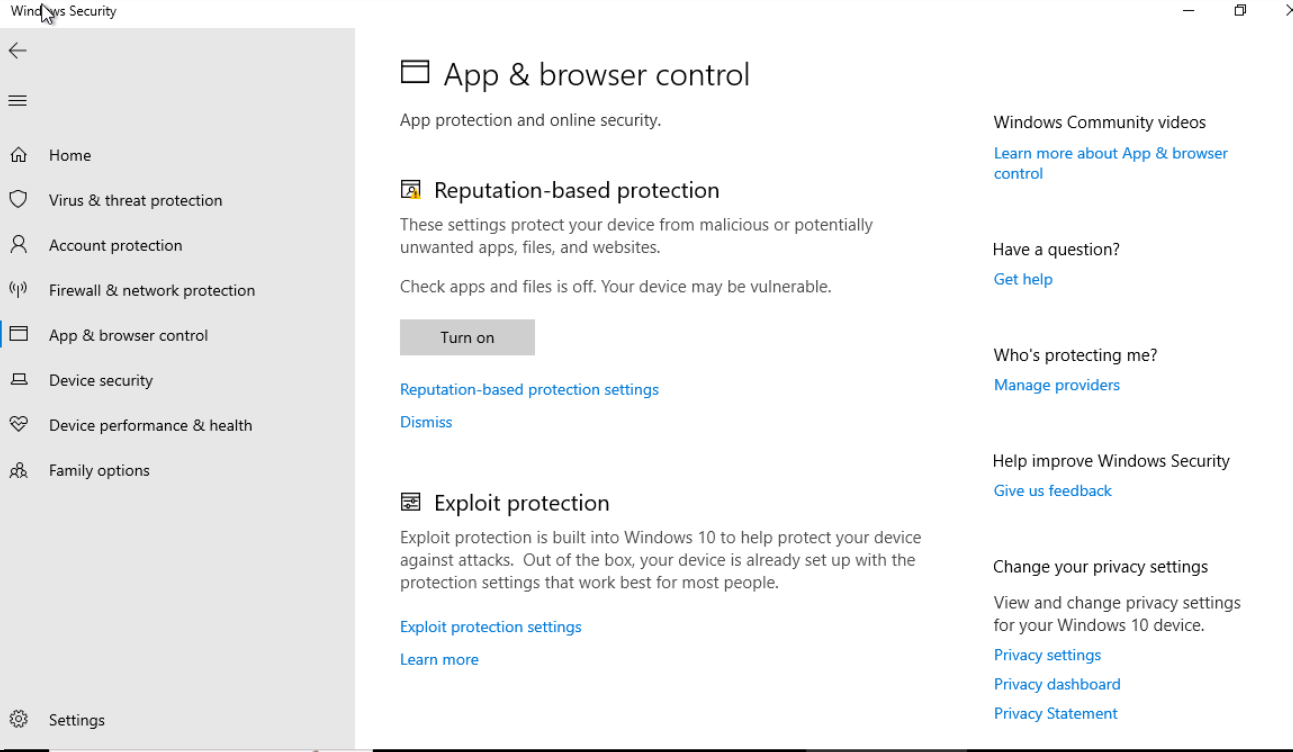 Windows Security
Home
Virus & threat protection
Account protection
Firewall & network protection
App & browser control
Device security
Device performance & health
Family options
Settings
App & browser control
App protection and online security.
Reputation-based protection
These settings protect your device from malicious or potentially
unwanted apps, files, and websites.
Check apps and files is off. Your device may be vulnerable.
Turn on
Reputation-based protection settings
Dismiss
Exploit protection
Exploit protection is built into Windows 10 to help protect your device
against attacks.  Out of the box, your device is already set up with the
protection settings that work best for most people.
Exploit protection settings
Learn more
Windows Community videos
Learn more about App & browser
control
Have a question?
Get help
Who's protecting me?
Manage providers
Help improve Windows Security
Give us feedback
Change your privacy settings
View and change privacy settings
for your Windows 10 device.
Privacy settings
Privacy dashboard
Privacy Statement